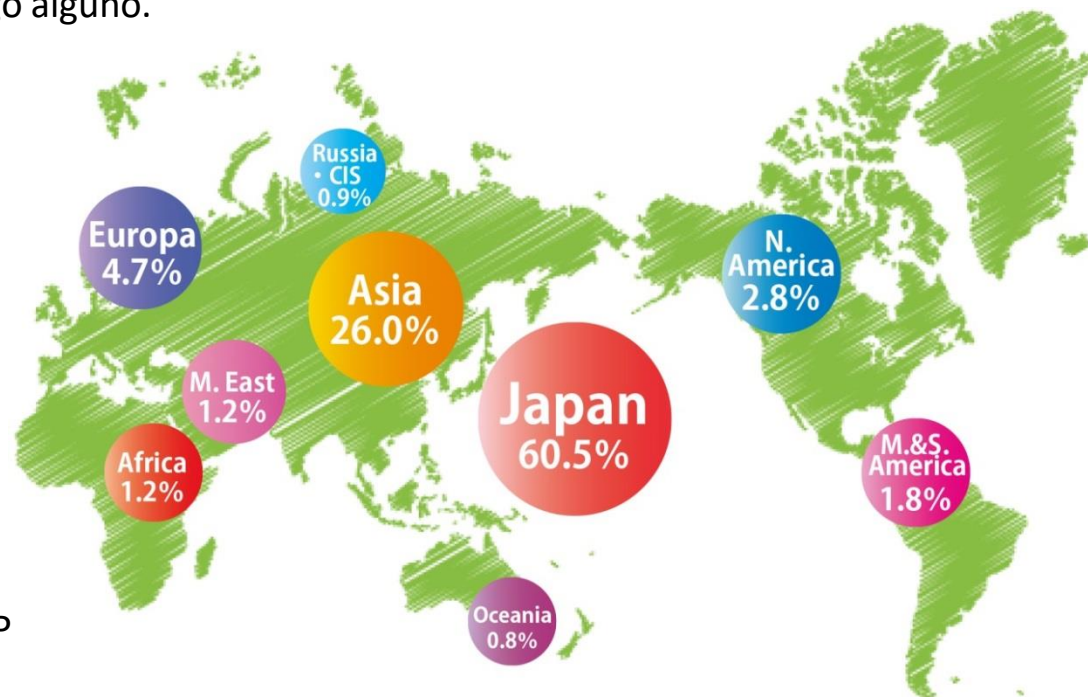 alguno.
Russia
• CIS
0.9%
Europa
4.7%
Asia
26.0%
N.
America
2.8%
M. East
1.2%
Japan
60.5%
Africa
1.2%
M.&S.
America
1.8%
Oceania
0.8%